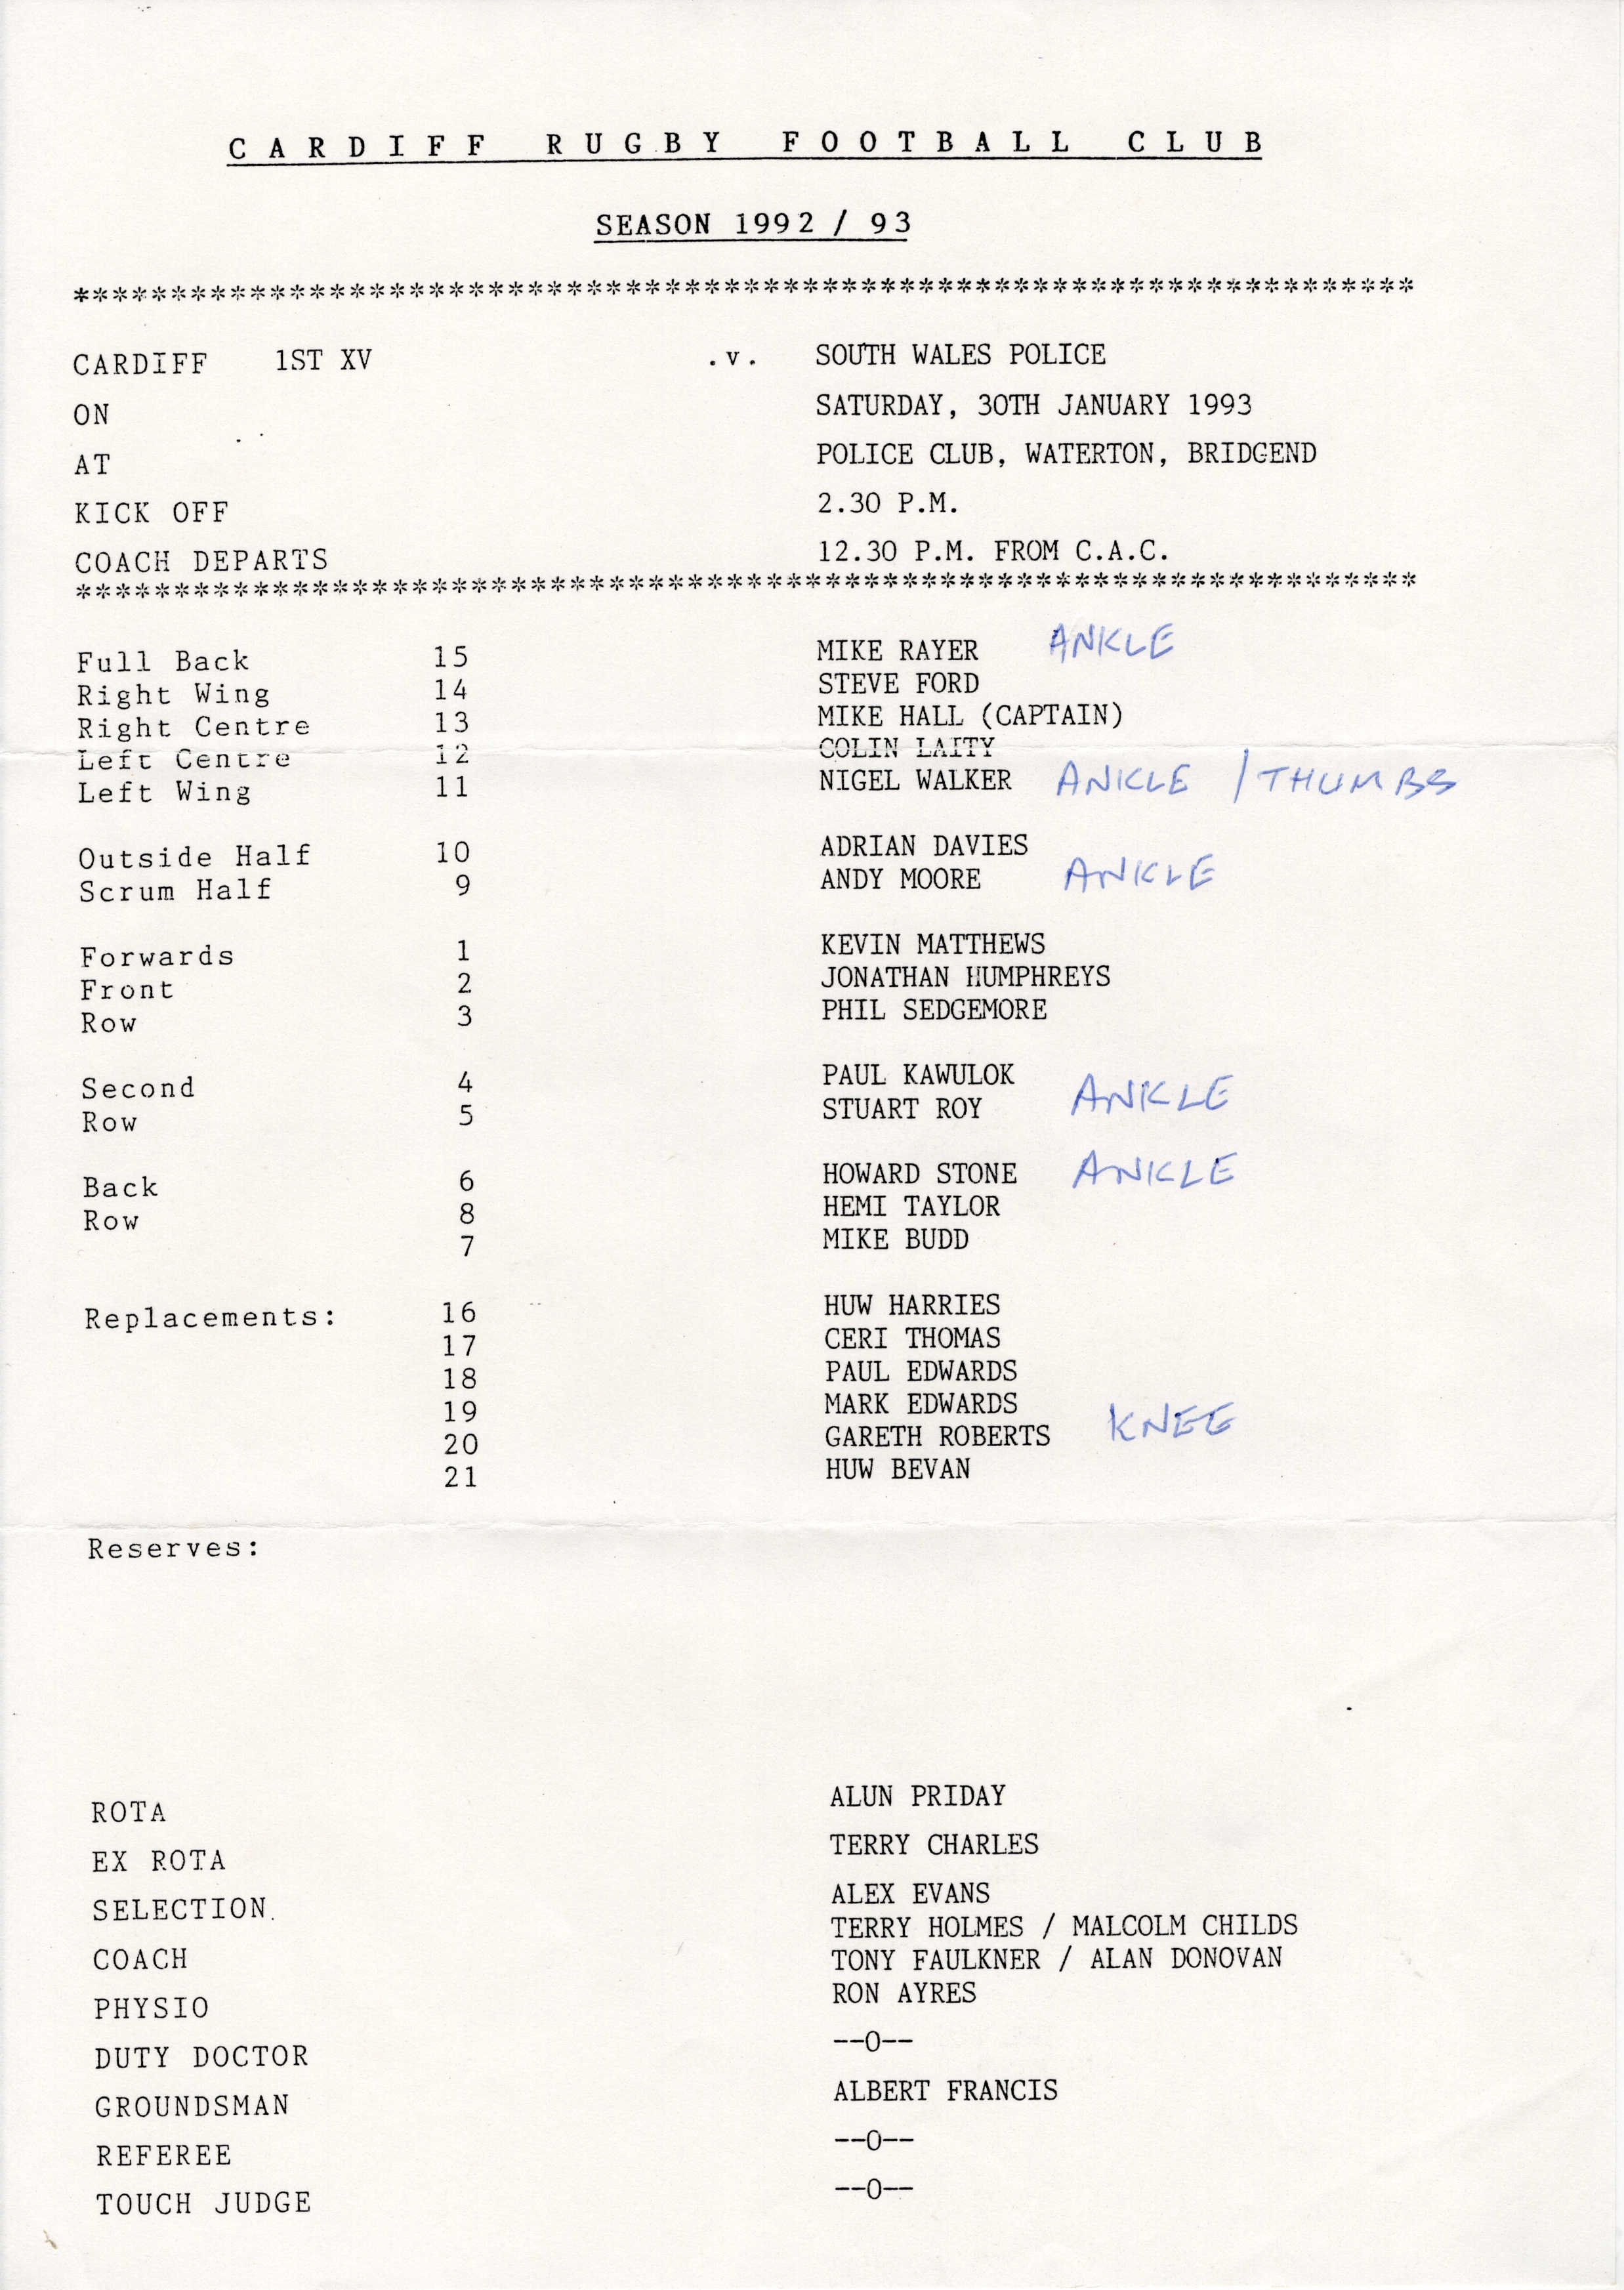 CARDIFF RUGBY FOOTBALL CLUB
SEASON 1992 / 93
********************************************************************
CARDIFF 1ST XV .v. SOUTH WALES POLICE
ON SATURDAY, 30TH JANUARY 1993
AT POLICE CLUB, WATERTON, BRIDGEND
KICK OFF 2.30 P.M.
COACH DEPARTS 12.30 P.M. FROM C.A.C.
********************************************************************
Full Back 15 MIKE RAYER ANKLE
Right Wing 14 STEVE FORD
Right Centre 13 MIKE HALL (CAPTAIN)
Left Centre 12 COLIN LAITY
Left Wing 11 NIGEL WALKER ANKLE / THUMBS
Outside Half 10 ADRIAN DAVIES
Scrum Half 9 ANDY MOORE ANKLE
Forwards 1 KEVIN MATTHEWS
Front 2 JONATHAN HUMPHREYS
Row 3 PHIL SEDGEMORE
Second 4 PAUL KAWULOK
Row 5 STUART ROY ANKLE
Back 6 HOWARD STONE ANKLE
Row 8 HEMI TAYLOR
7 MIKE BUDD
Replacements: 16 HUW HARRIES
17 CERI THOMAS
18 PAUL EDWARDS
19 MARK EDWARDS
20 GARETH ROBERTS KNEE
21 HUW BEVAN
Reserves:
ROTA ALUN PRIDAY
EX ROTA TERRY CHARLES
SELECTION. ALEX EVANS
TERRY HOLMES / MALCOLM CHILDS
COACH TONY FAULKNER / ALAN DONOVAN
PHYSIO RON AYRES
DUTY DOCTOR --0--
GROUNDSMAN ALBERT FRANCIS
REFEREE --0--
TOUCH JUDGE --0--